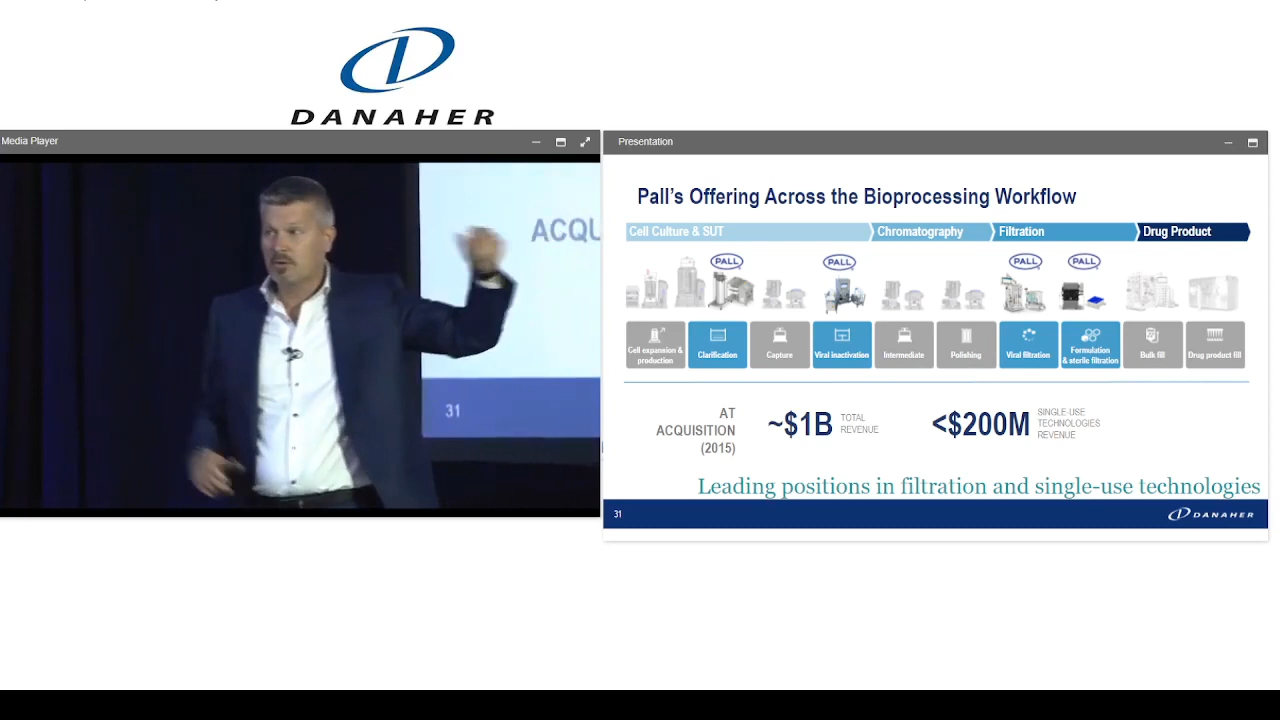 DANAHER
Media Player
ACQU
31
Presentation
Pall's Offering Across the Bioprocessing Workflow
Cell Culture & SUT
Chromatography
Filtration
Drug Product
PALL
PALL
PALL
PALL
Cell expansion & production
Clarification
Capture
Viral inactivation
Intermediate
Polishing
Viral filtration
Formulation & sterile filtration
Bulk fill
Drug product fill
AT
ACQUISITION
(2015)
~$1B
TOTAL
REVENUE
<$200M
SINGLE-USE
TECHNOLOGIES
REVENUE
Leading positions in filtration and single-use technologies
31
DANAHER